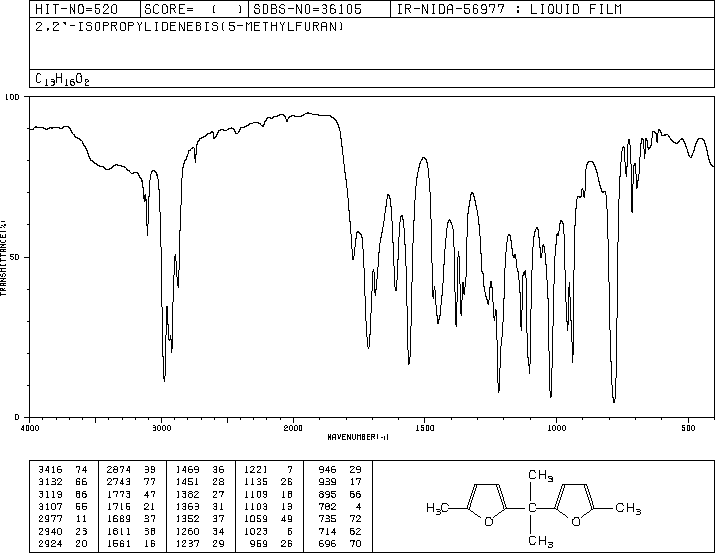 HIT-NO=520 SCORE= ( ) SDBS-NO=36105 IR-NIDA-56977 : LIQUID FILM
2,2'-ISOPROPYLIDENEBIS(5-METHYLFURAN)
C13H16O2
100
50
0
TRANSMITTANCE(%)
4000 3000 2000 1500 1000 500
WAVENUMBER(-1)
3416 74 2874 39 1469 36 1221 7 946 29
3132 66 2743 77 1451 28 1135 26 939 17
3119 66 1773 47 1382 27 1109 18 895 66
3107 55 1716 21 1363 31 1103 13 782 4
2977 11 1689 37 1352 37 1059 49 735 72
2940 23 1611 38 1260 34 1023 6 714 62
2924 20 1561 16 1237 29 959 26 696 70
CH3
H3C O C O CH3
CH3